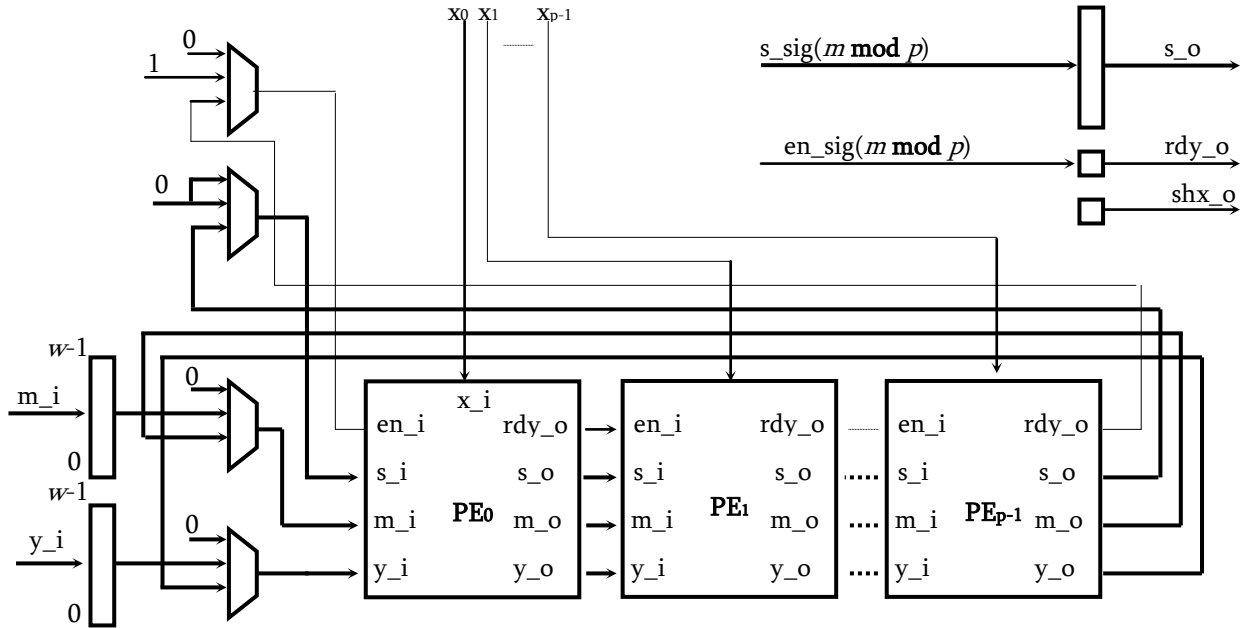 x0 x1 xp-1
0
1
s_sig(m mod p) s_o
en_sig(m mod p) rdy_o
shx_o
0
w-1
m_i
0
0
x_i
en_i rdy_o en_i rdy_o en_i rdy_o
s_i s_o s_i s_o s_i s_o
w-1
PE0 PE1 PEp-1
m_i m_o m_i m_o m_i m_o
0
y_i
y_i y_o y_i y_o y_i y_o
0